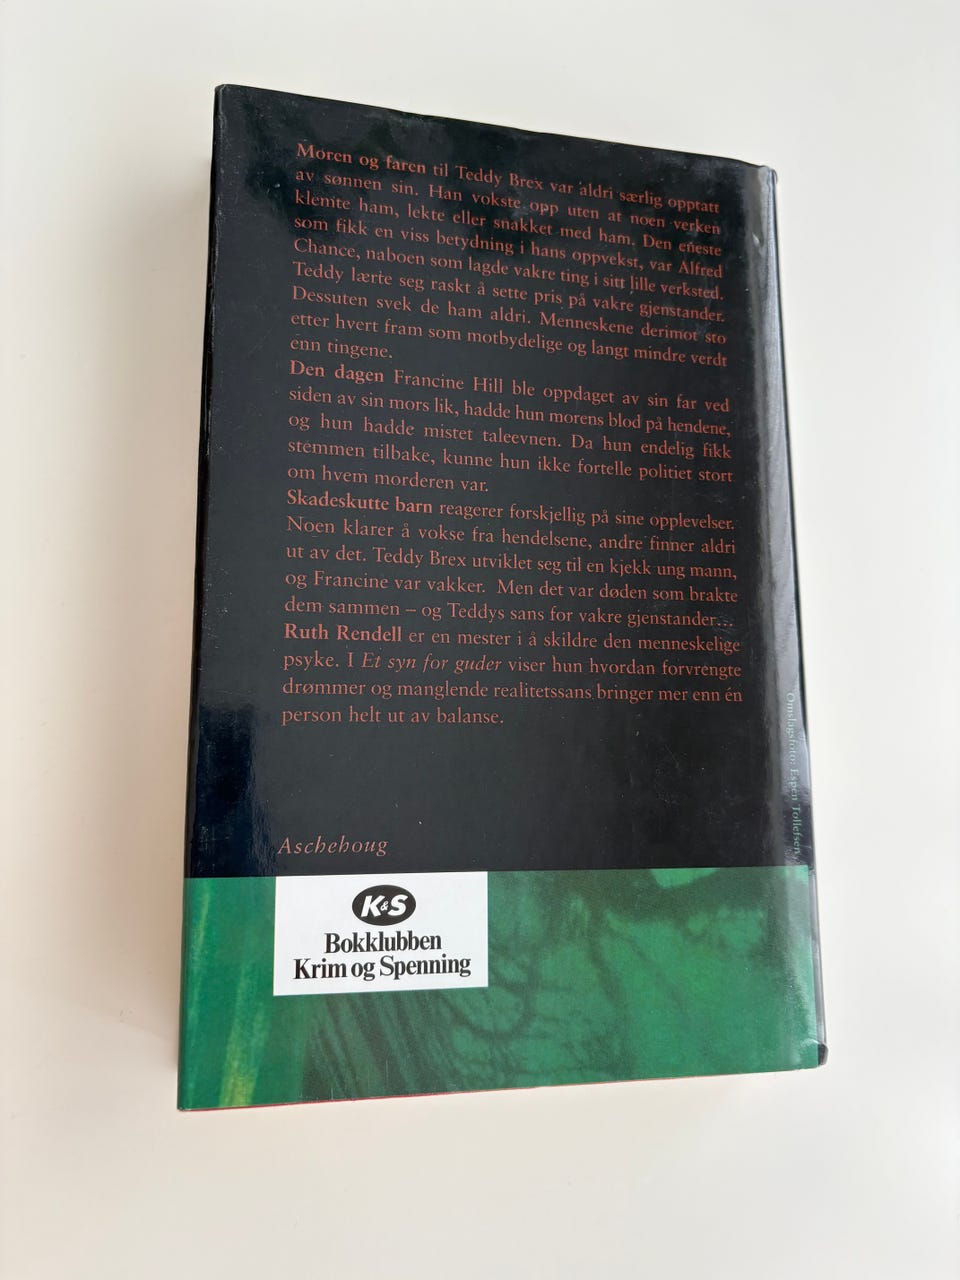 Moren og faren til Teddy Brex var aldri særlig opptatt
av sønnen sin. Han vokste opp uten at noen verken
klemte ham, lekte eller snakket med ham. Den eneste
som fikk en viss betydning i hans oppvekst, var Alfred
Chance, naboen som lagde vakre ting i sitt lille verksted.
Teddy lærte seg raskt å sette pris på vakre gjenstander.
Dessuten svek de ham aldri. Menneskene derimot sto
etter hvert fram som motbydelige og langt mindre verdt
enn tingene.
Den dagen Francine Hill ble oppdaget av sin far ved
siden av sin mors lik, hadde hun morens blod på hendene,
og hun hadde mistet taleevnen. Da hun endelig fikk
stemmen tilbake, kunne hun ikke fortelle politiet stort
om hvem morderen var.
Skadeskutte barn reagerer forskjellig på sine opplevelser.
Noen klarer å vokse fra hendelsene, andre finner aldri
ut av det. Teddy Brex utviklet seg til en kjekk ung mann,
og Francine var vakker. Men det var døden som brakte
dem sammen – og Teddys sans for vakre gjenstander...
Ruth Rendell er en mester i å skildre den menneskelige
psyke. I Et syn for guder viser hun hvordan forvrengte
drømmer og manglende realitetssans bringer mer enn én
person helt ut av balanse.
Omslagsfoto: Espen Tollefsen
Aschehoug
K&S
Bokklubben
Krim og Spenning